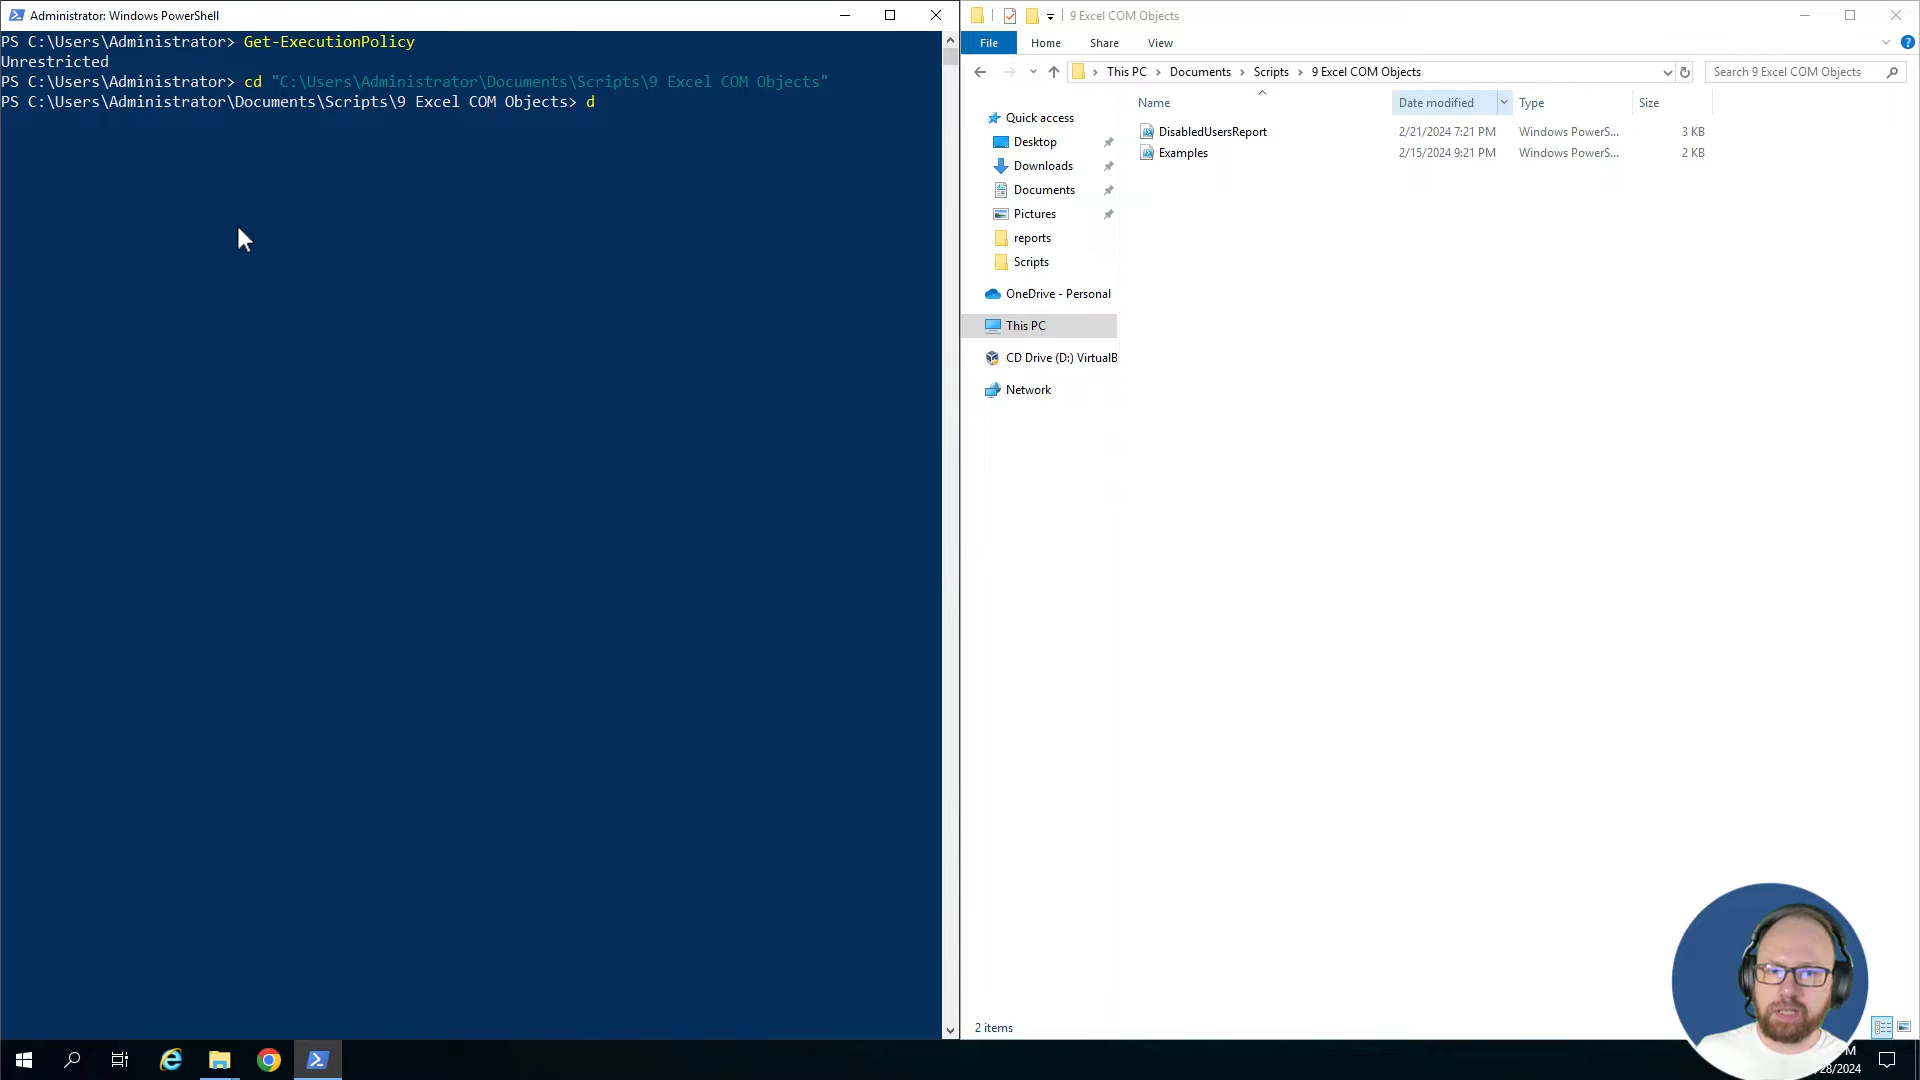 Administrator: Windows PowerShell
PS C:\Users\Administrator> Get-ExecutionPolicy
Unrestricted
PS C:\Users\Administrator> cd "C:\Users\Administrator\Documents\Scripts\9 Excel COM Objects"
PS C:\Users\Administrator\Documents\Scripts\9 Excel COM Objects> d
9 Excel COM Objects
File Home Share View
This PC > Documents > Scripts > 9 Excel COM Objects
Search 9 Excel COM Objects
Name Date modified Type Size
DisabledUsersReport 2/21/2024 7:21 PM Windows PowerS... 3 KB
Examples 2/15/2024 9:21 PM Windows PowerS... 2 KB
Quick access
Desktop
Downloads
Documents
Pictures
reports
Scripts
OneDrive - Personal
This PC
CD Drive (D:) VirtualB
Network
2 items
M
28/2024